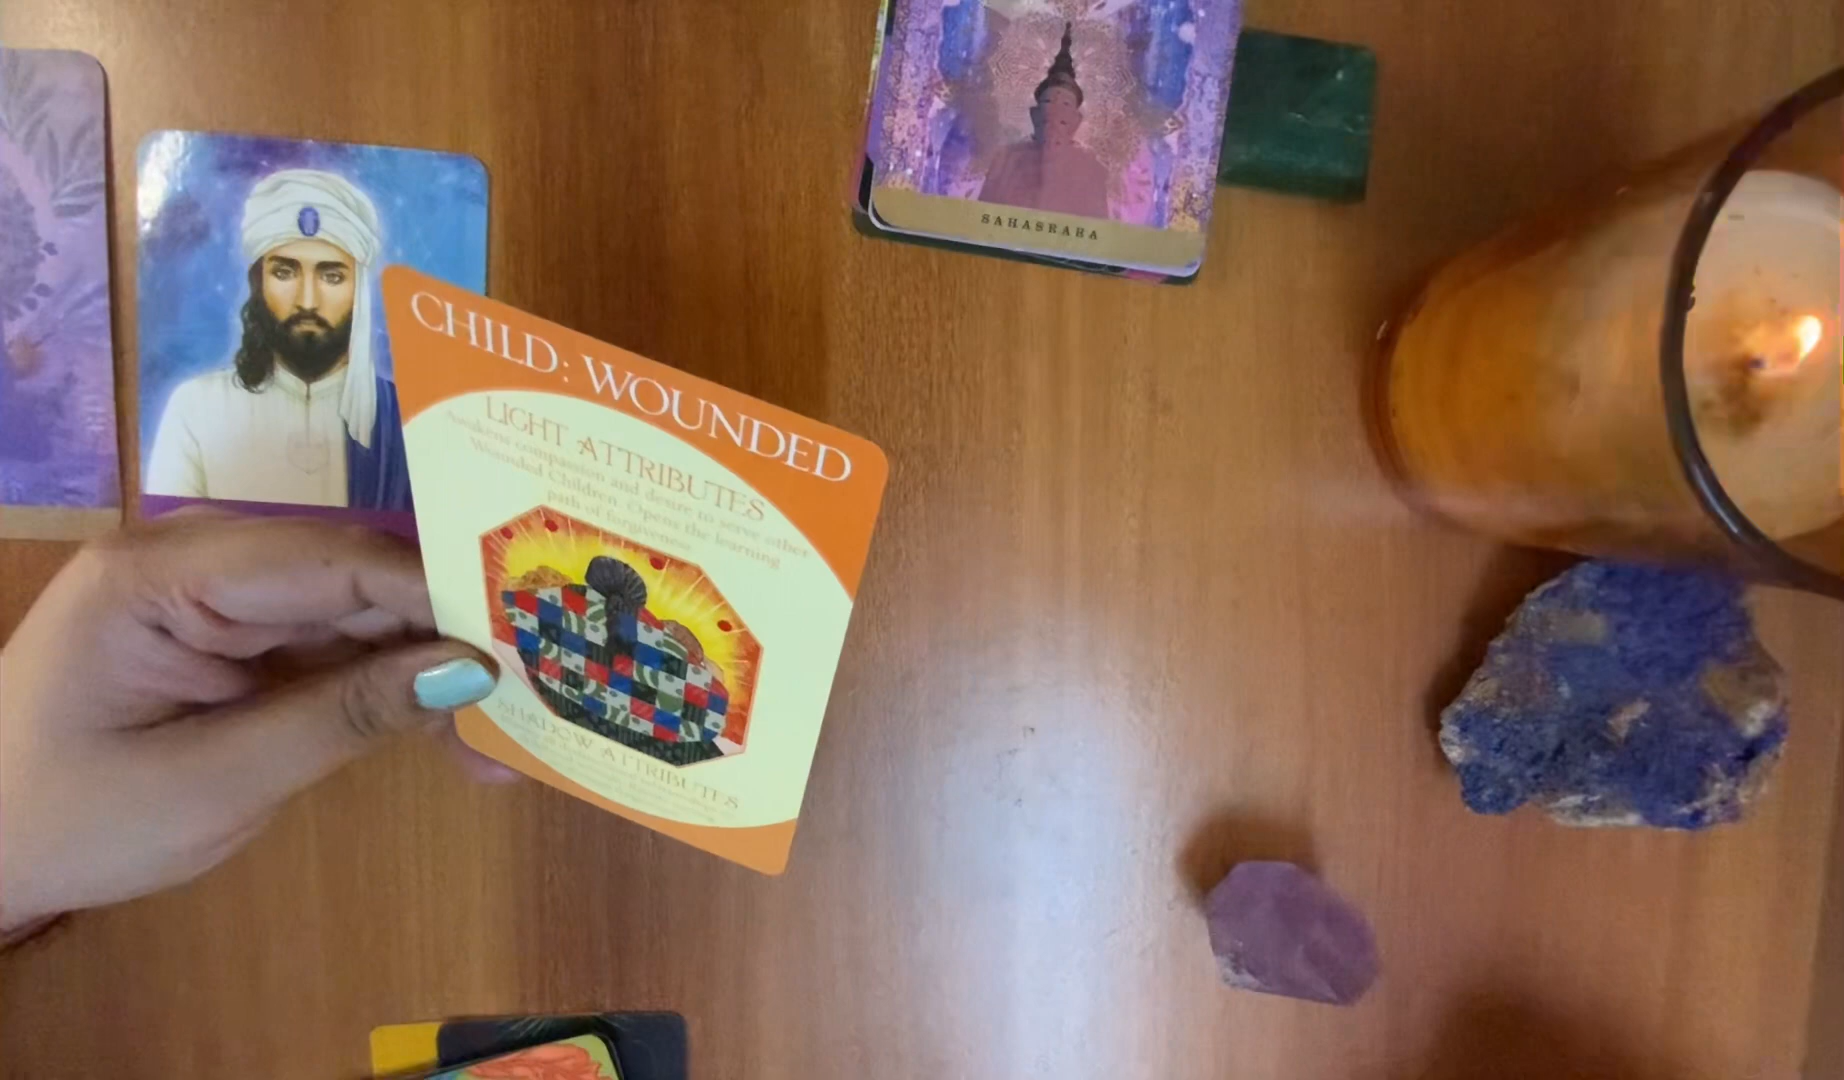 SAHASRARA
CHILD: WOUNDED
LIGHT ATTRIBUTES
Awakens compassion and desire to serve other
Wounded Children. Opens the learning
path of forgiveness.
SHADOW ATTRIBUTES